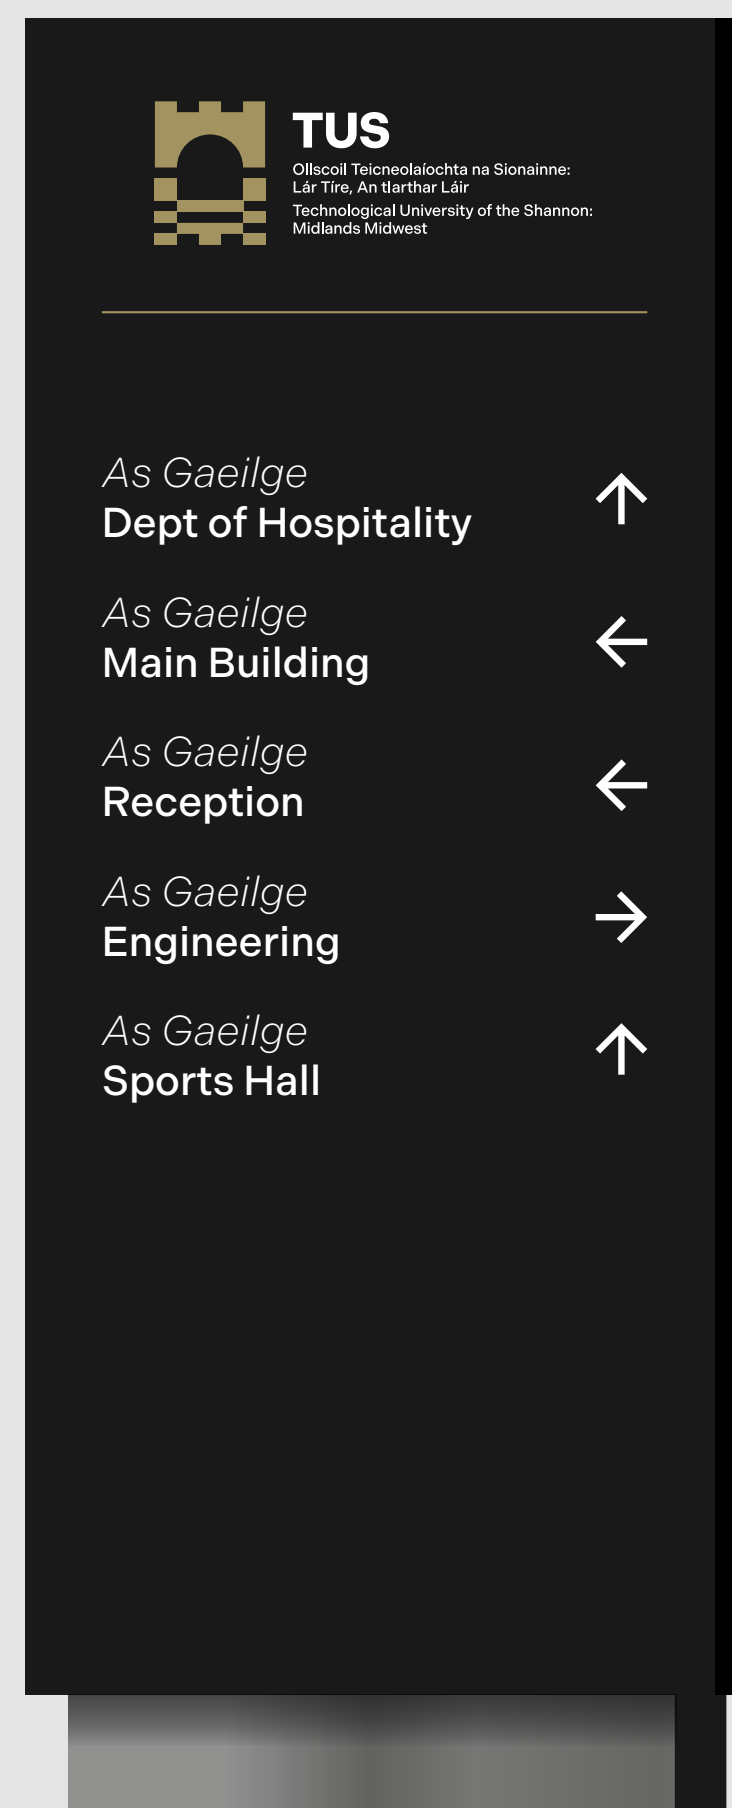 TUS
Ollscoil Teicneolaíochta na Sionainne:
Lár Tíre, An tIarthar Láir
Technological University of the Shannon:
Midlands Midwest
As Gaeilge
Dept of Hospitality
As Gaeilge
Main Building
As Gaeilge
Reception
As Gaeilge
Engineering
As Gaeilge
Sports Hall